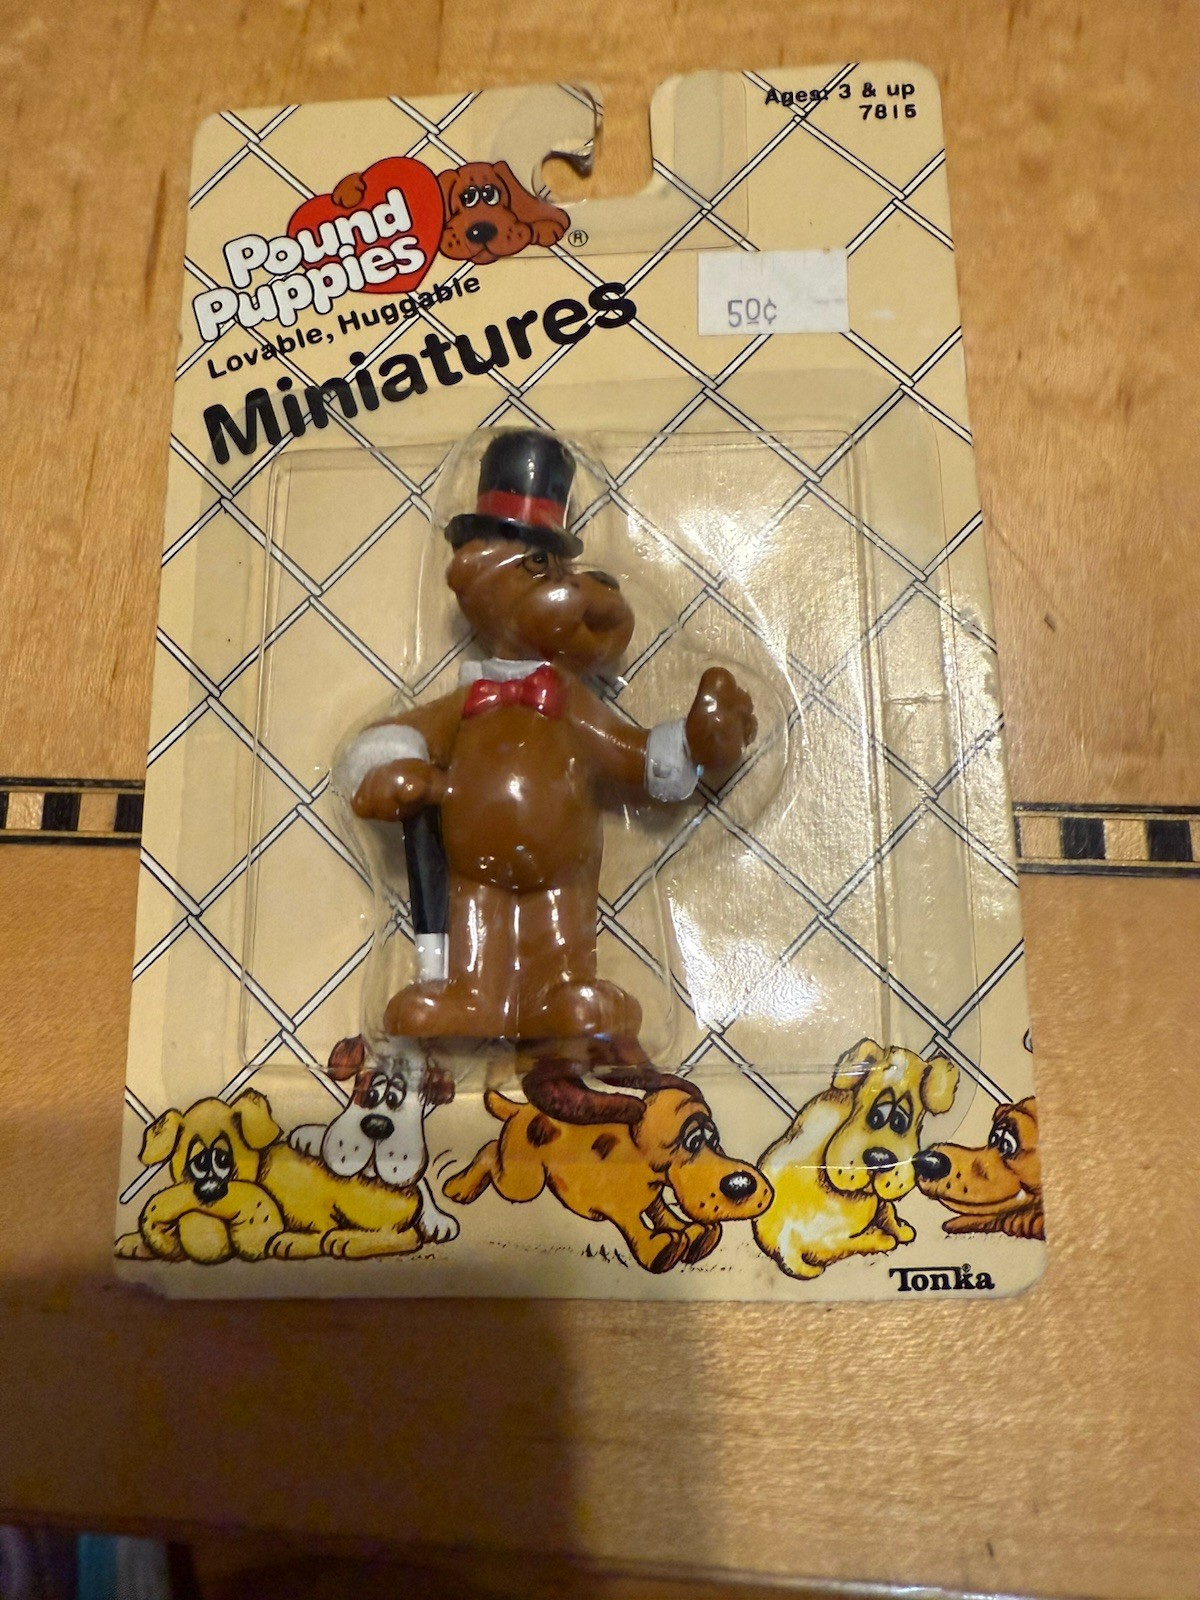 Ages: 3 & up
7815
Pound
Puppies
®
Lovable, Huggable
Miniatures
50¢
Tonka®